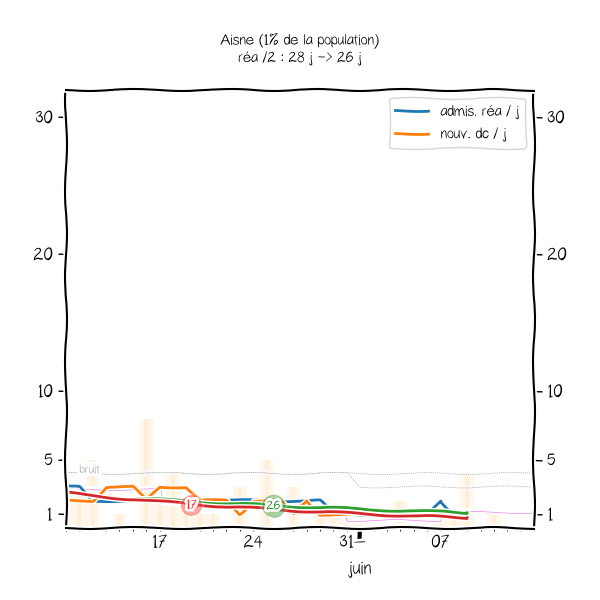 Aisne (1% de la population)
réa /2 : 28 j -> 26 j
admis. réa / j
nouv. dc / j
30
30
20
20
10
10
5
5
bruit
17
26
1
1
17
24
31
07
juin